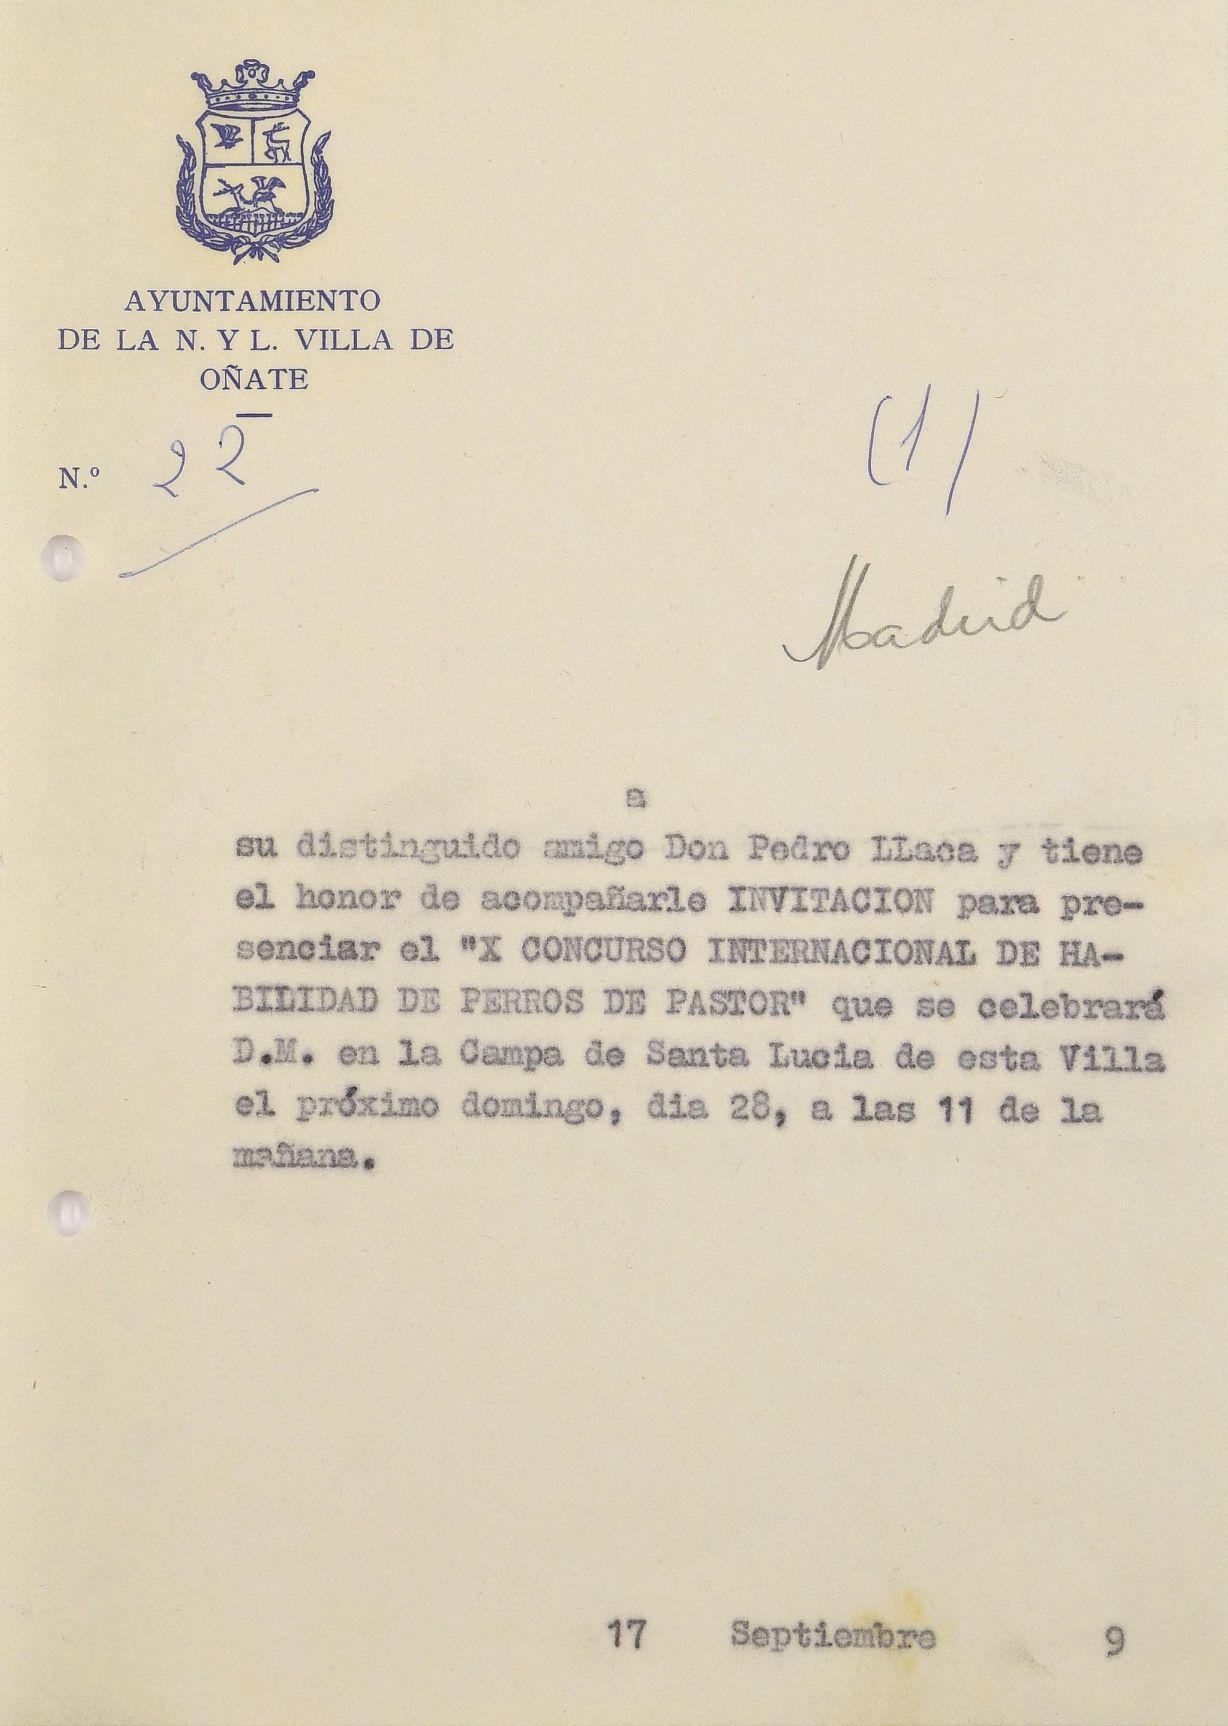 AYUNTAMIENTO
DE LA N. Y L. VILLA DE
OÑATE
N.º 22
(1)
Madrid
a
su distinguido amigo Don Pedro LLaca y tiene
el honor de acompañarle INVITACION para pre-
senciar el "X CONCURSO INTERNACIONAL DE HA-
BILIDAD DE PERROS DE PASTOR" que se celebrará
D.M. en la Campa de Santa Lucia de esta Villa
el próximo domingo, dia 28, a las 11 de la
mañana.
17 Septiembre 9